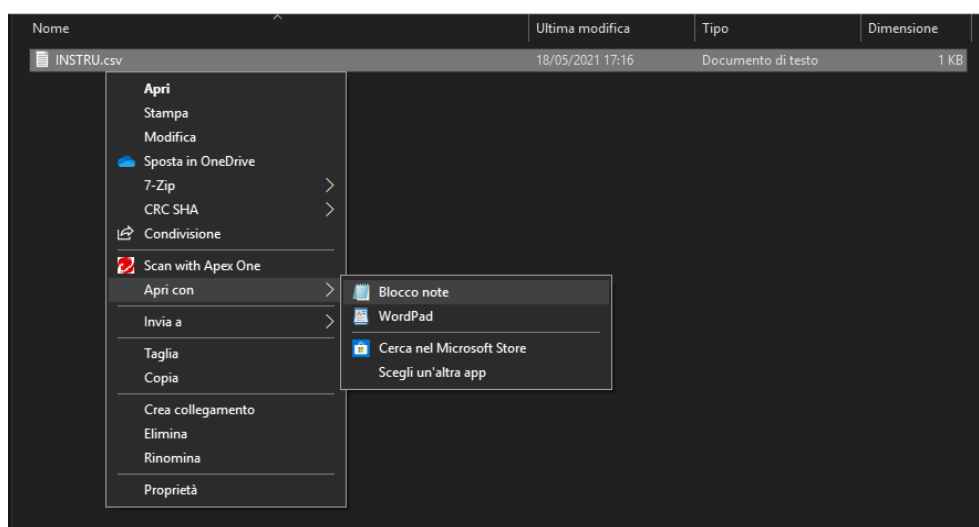 Nome Ultima modifica Tipo Dimensione
INSTRU.csv 18/05/2021 17:16 Documento di testo 1 KB
Apri
Stampa
Modifica
Sposta in OneDrive
7-Zip
CRC SHA
Condivisione
Scan with Apex One
Apri con
Blocco note
WordPad
Cerca nel Microsoft Store
Scegli un'altra app
Invia a
Taglia
Copia
Crea collegamento
Elimina
Rinomina
Proprietà